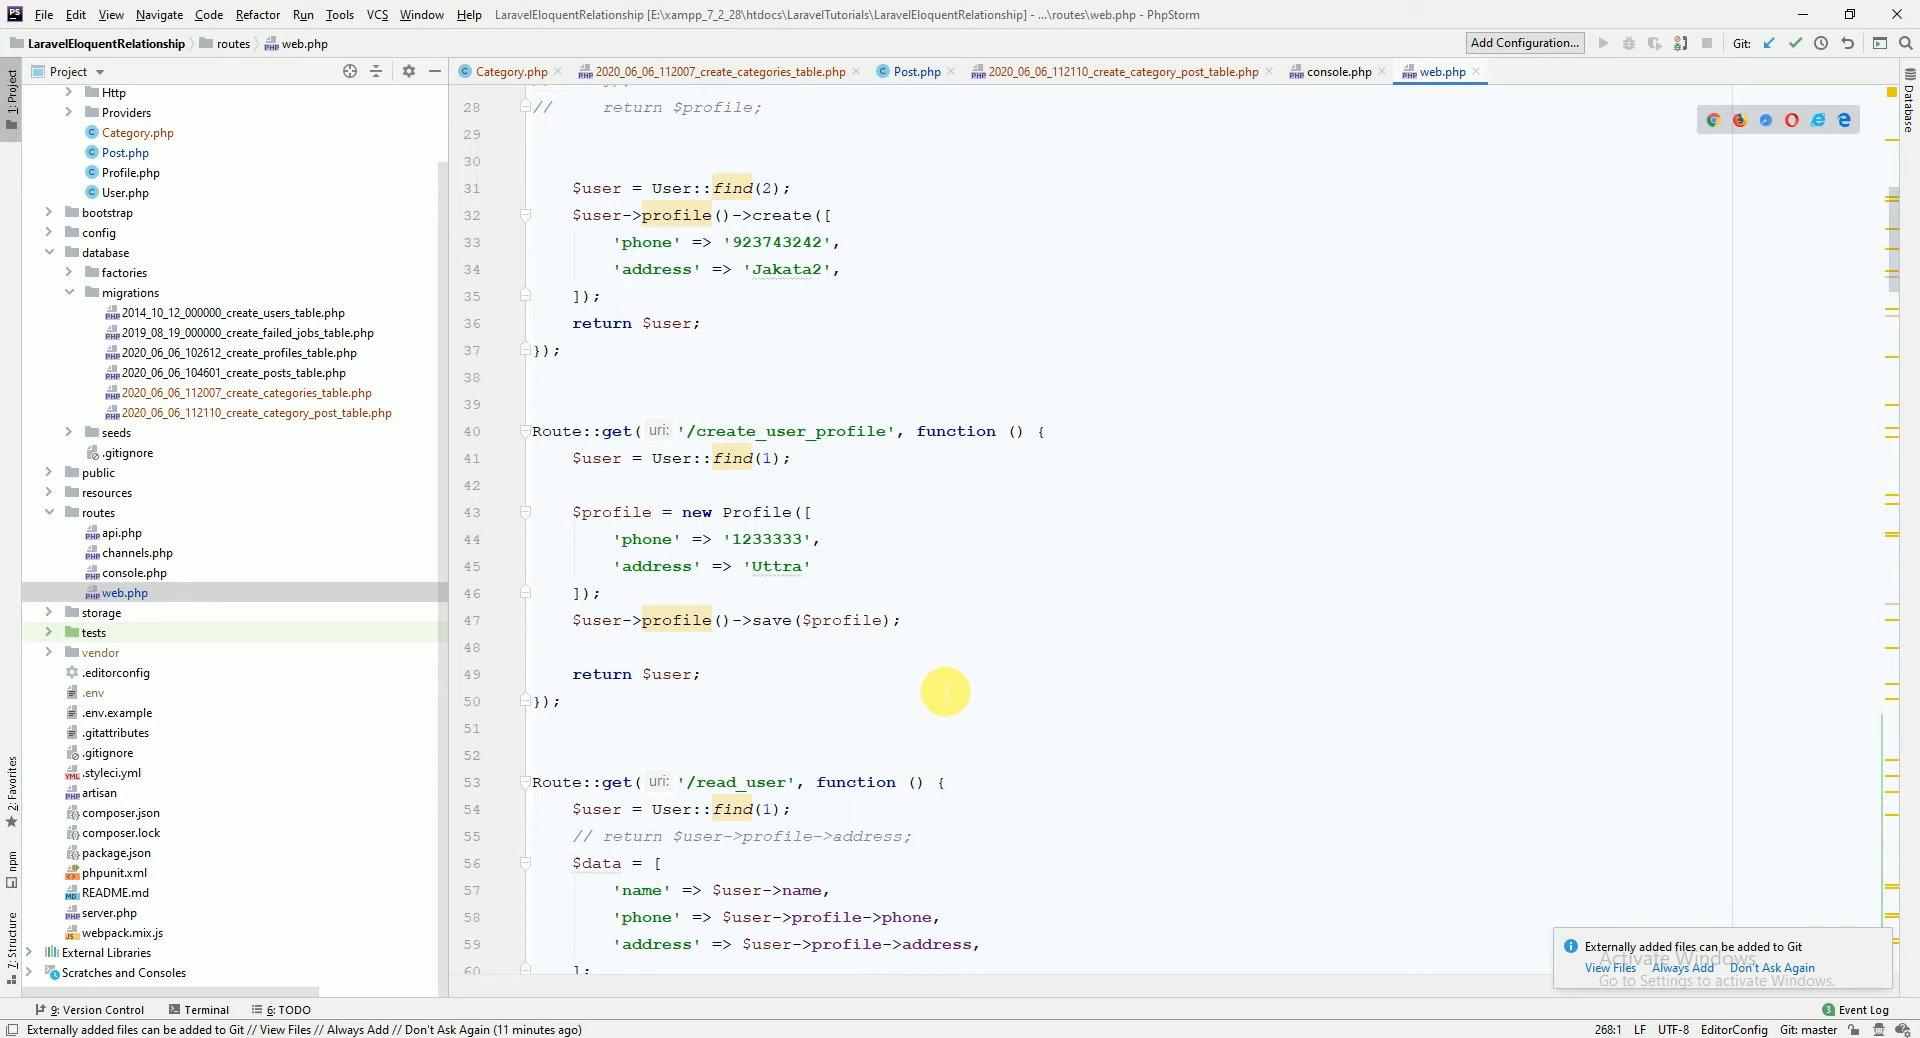 File Edit View Navigate Code Refactor Run Tools VCS Window Help LaravelEloquentRelationship [E:\xampp_7_2_28\htdocs\LaravelTutorials\LaravelEloquentRelationship] - ...\routes\web.php - PhpStorm
LaravelEloquentRelationship routes web.php Add Configuration... Git:
Project Category.php 2020_06_06_112007_create_categories_table.php Post.php 2020_06_06_112110_create_category_post_table.php console.php web.php
1: Project
Database
Http
Providers
Category.php
Post.php
Profile.php
User.php
bootstrap
config
database
factories
migrations
2014_10_12_000000_create_users_table.php
2019_08_19_000000_create_failed_jobs_table.php
2020_06_06_102612_create_profiles_table.php
2020_06_06_104601_create_posts_table.php
2020_06_06_112007_create_categories_table.php
2020_06_06_112110_create_category_post_table.php
seeds
.gitignore
public
resources
routes
api.php
channels.php
console.php
web.php
storage
tests
vendor
.editorconfig
.env
.env.example
.gitattributes
.gitignore
.styleci.yml
artisan
composer.json
composer.lock
package.json
phpunit.xml
README.md
server.php
webpack.mix.js
External Libraries
Scratches and Consoles
2: Favorites
npm
7: Structure
28 // return $profile;
29
30
31 $user = User::find(2);
32 $user->profile()->create([
33 'phone' => '923743242',
34 'address' => 'Jakata2',
35 ]);
36 return $user;
37 });
38
39
40 Route::get( uri: '/create_user_profile', function () {
41 $user = User::find(1);
42
43 $profile = new Profile([
44 'phone' => '1233333',
45 'address' => 'Uttra'
46 ]);
47 $user->profile()->save($profile);
48
49 return $user;
50 });
51
52
53 Route::get( uri: '/read_user', function () {
54 $user = User::find(1);
55 // return $user->profile->address;
56 $data = [
57 'name' => $user->name,
58 'phone' => $user->profile->phone,
59 'address' => $user->profile->address,
60 ];
Externally added files can be added to Git
View Files Always Add Don't Ask Again
Activate Windows
Go to Settings to activate Windows.
9: Version Control Terminal 6: TODO 3 Event Log
Externally added files can be added to Git // View Files // Always Add // Don't Ask Again (11 minutes ago) 268:1 LF UTF-8 EditorConfig Git: master